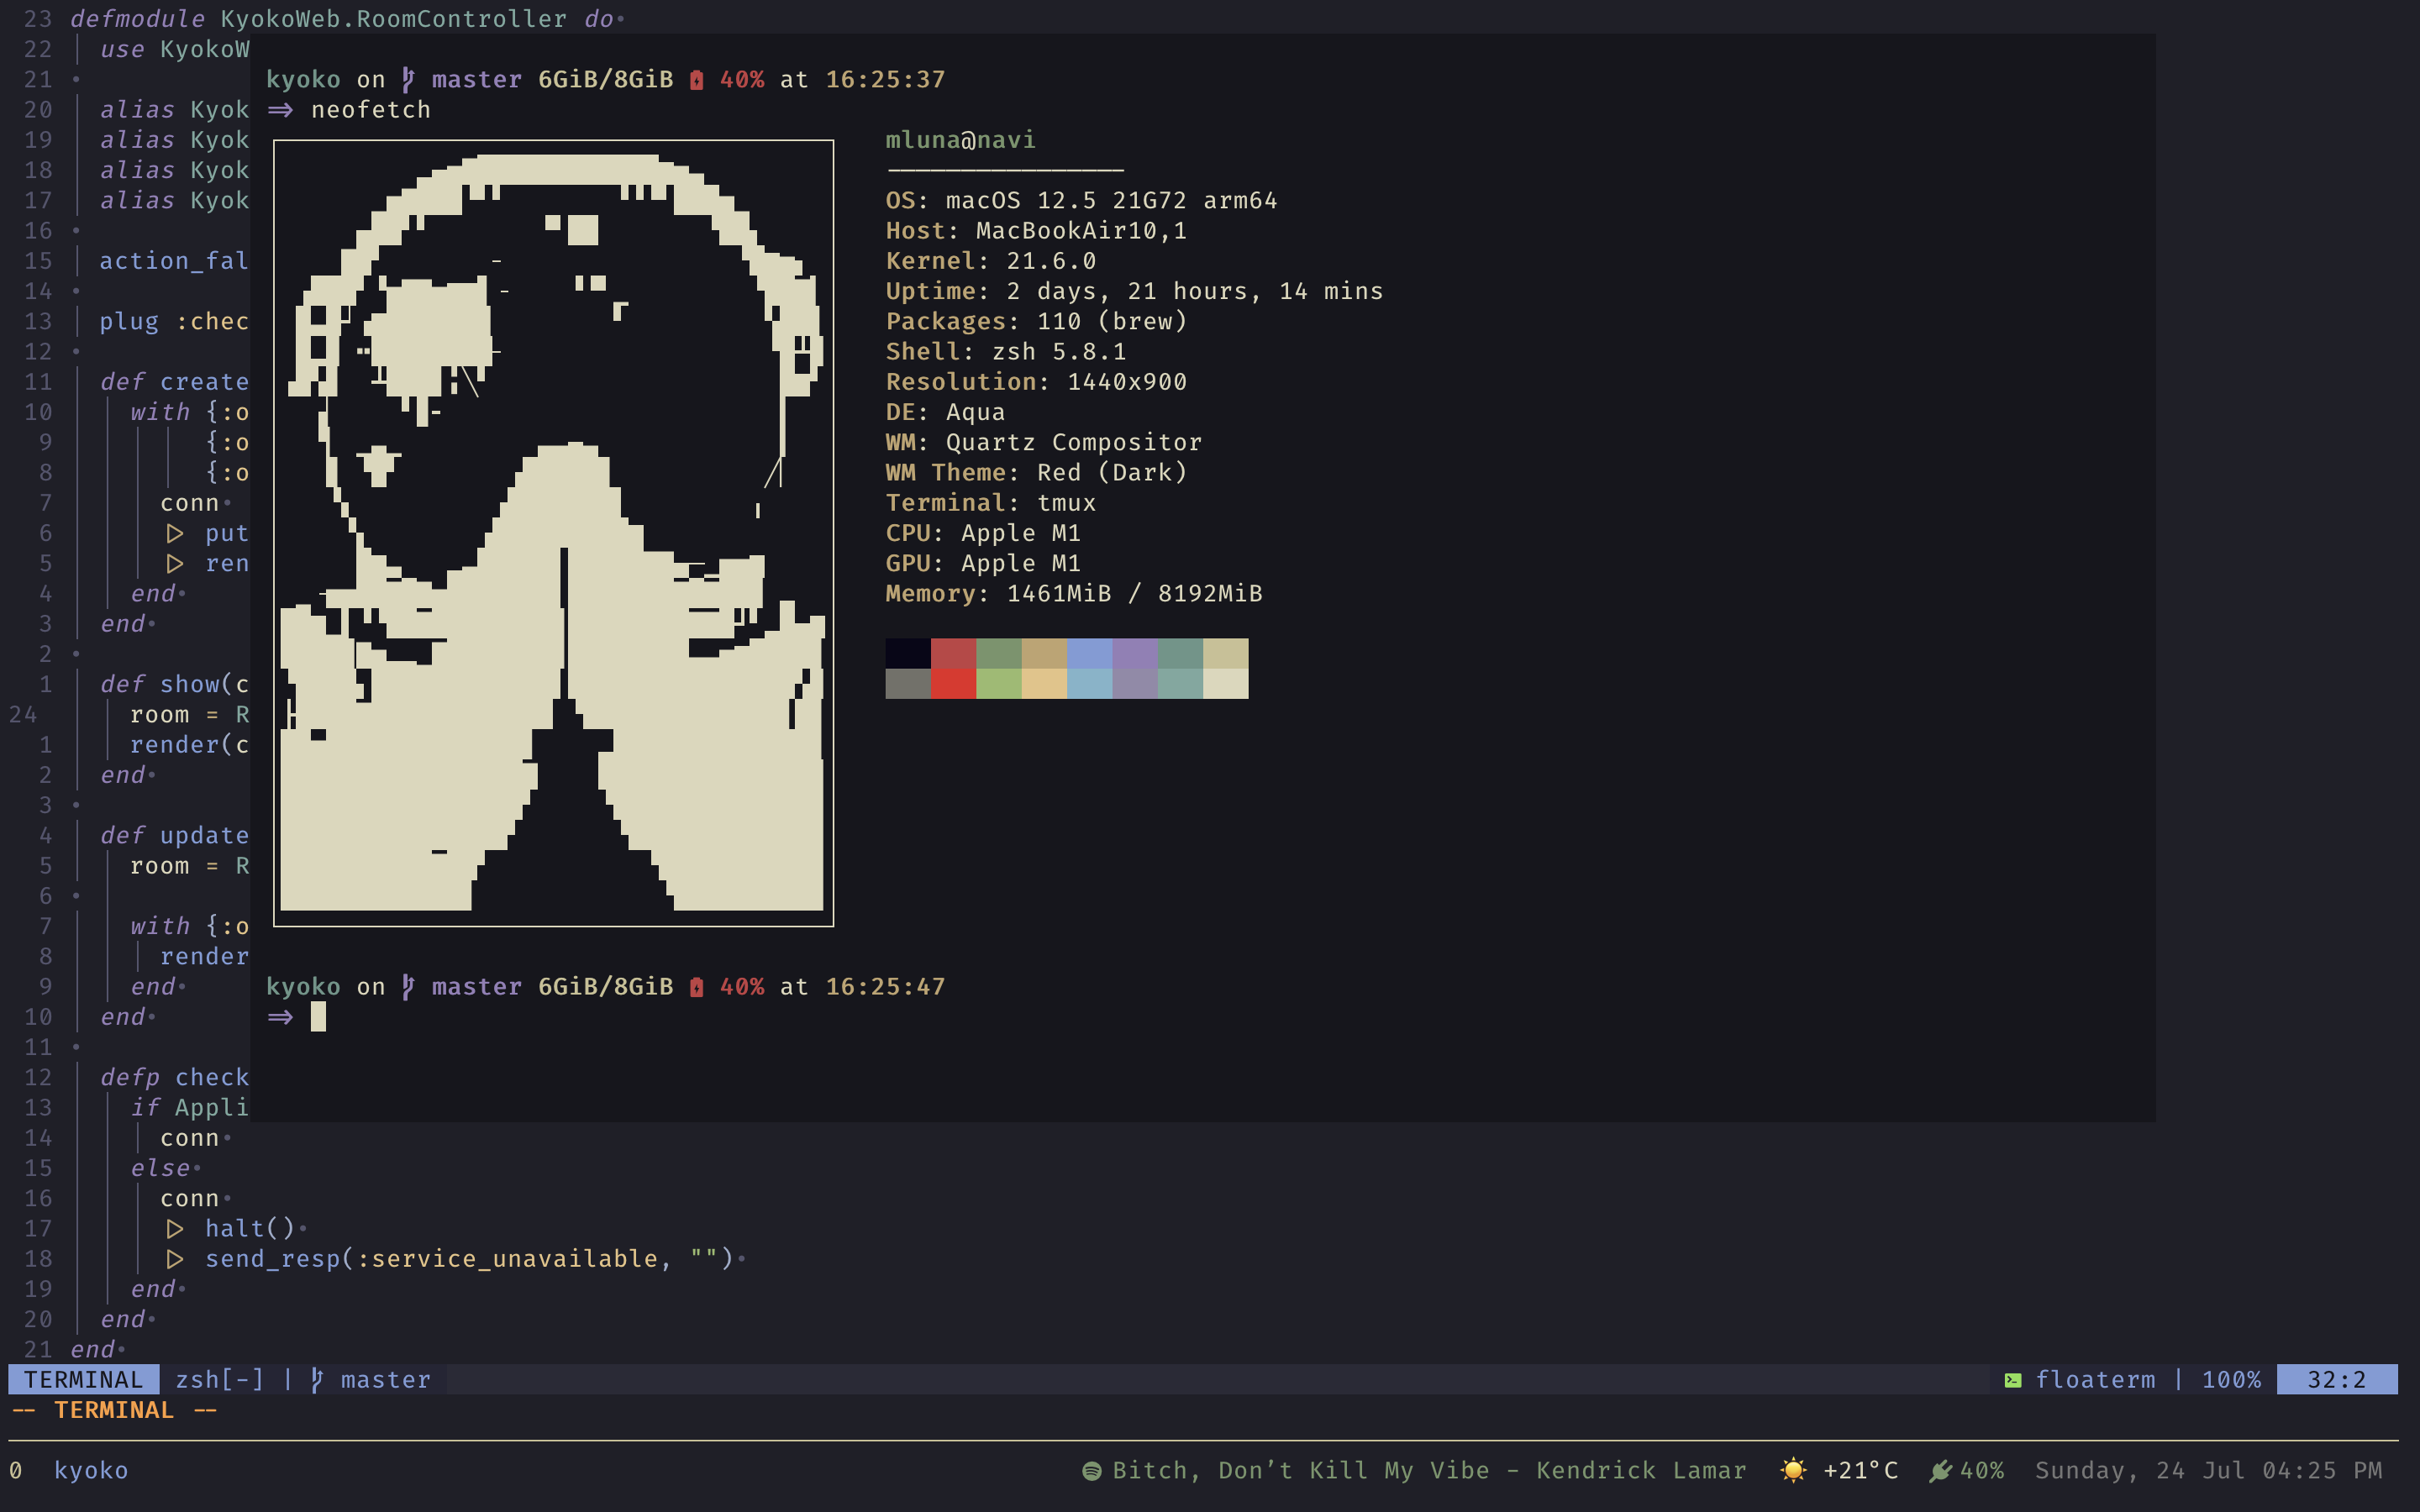 23 defmodule KyokoWeb.RoomController do
22 use KyokoW
21
20 alias Kyok
19 alias Kyok
18 alias Kyok
17 alias Kyok
16
15 action_fal
14
13 plug :chec
12
11 def create
10 with {:o
9 {:o
8 {:o
7 conn
6 ▷ put
5 ▷ ren
4 end
3 end
2
1 def show(c
24 room = R
1 render(c
2 end
3
4 def update
5 room = R
6
7 with {:o
8 render
9 end
10 end
11
12 defp check
13 if Appli
14 conn
15 else
16 conn
17 ▷ halt()
18 ▷ send_resp(:service_unavailable, "")
19 end
20 end
21 end
kyoko on master 6GiB/8GiB 40% at 16:25:37
⇒ neofetch
mluna@navi
----------------
OS: macOS 12.5 21G72 arm64
Host: MacBookAir10,1
Kernel: 21.6.0
Uptime: 2 days, 21 hours, 14 mins
Packages: 110 (brew)
Shell: zsh 5.8.1
Resolution: 1440x900
DE: Aqua
WM: Quartz Compositor
WM Theme: Red (Dark)
Terminal: tmux
CPU: Apple M1
GPU: Apple M1
Memory: 1461MiB / 8192MiB
kyoko on master 6GiB/8GiB 40% at 16:25:47
⇒
TERMINAL zsh[-] | master floaterm | 100% 32:2
-- TERMINAL --
0 kyoko Bitch, Don’t Kill My Vibe - Kendrick Lamar ☀️ +21°C 40% Sunday, 24 Jul 04:25 PM